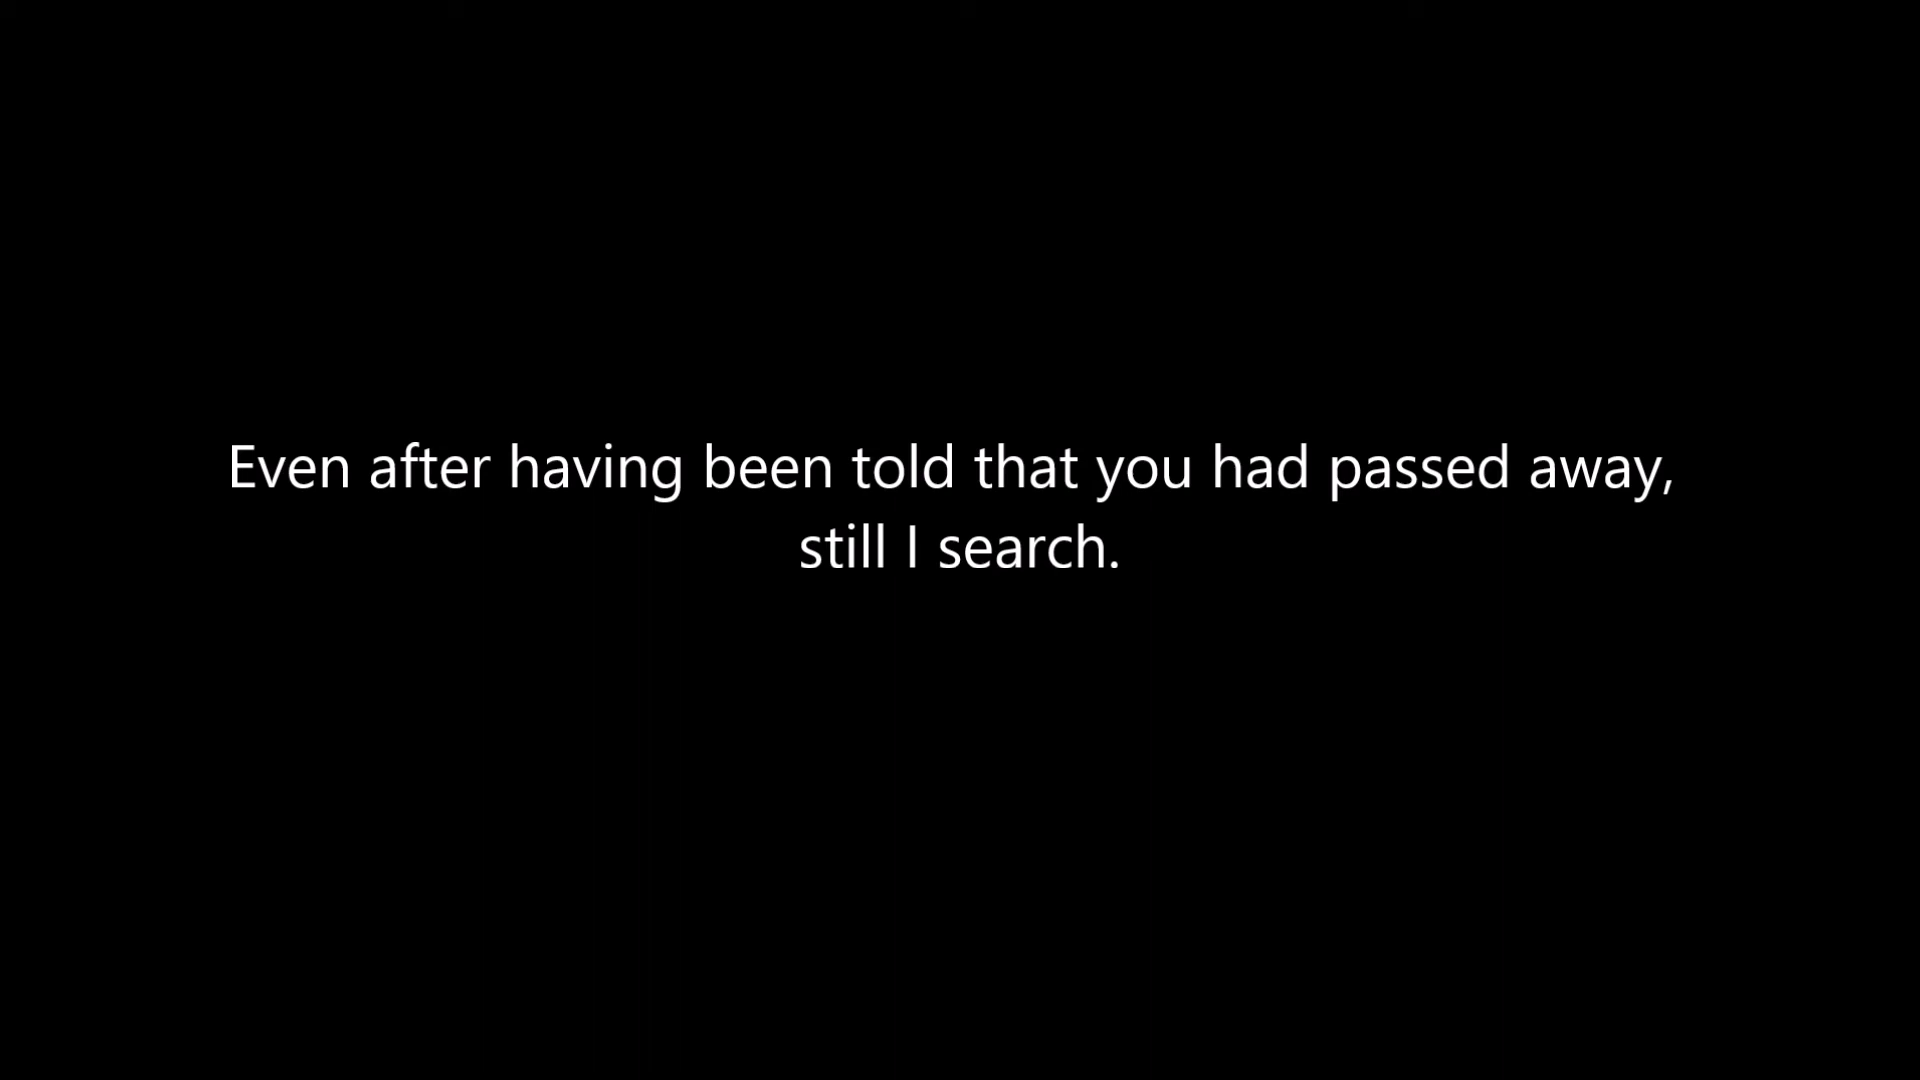 Even after having been told that you had passed away,
still I search.